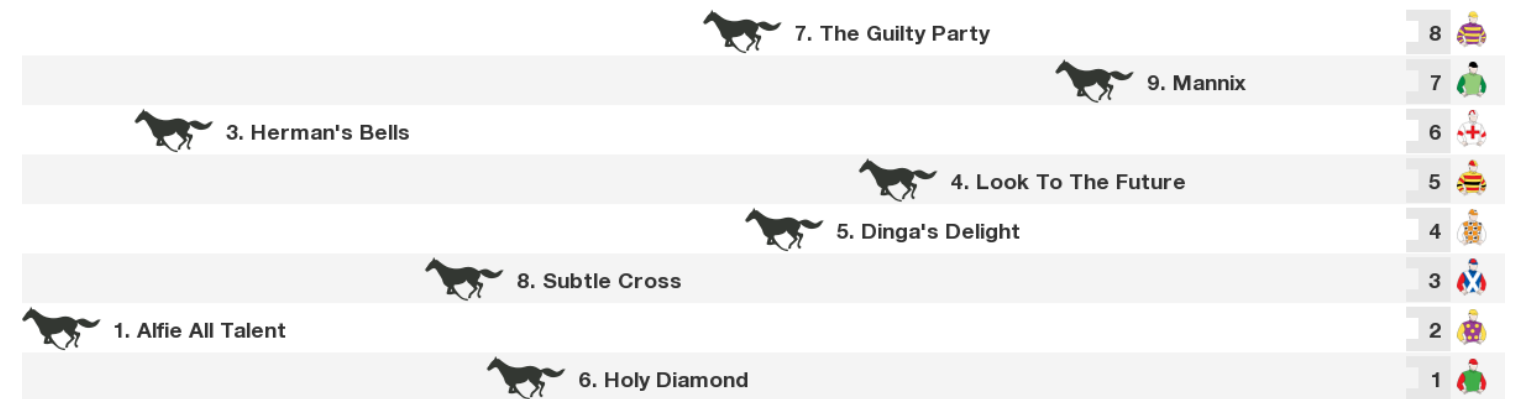 7. The Guilty Party 8
9. Mannix 7
3. Herman's Bells 6
4. Look To The Future 5
5. Dinga's Delight 4
8. Subtle Cross 3
1. Alfie All Talent 2
6. Holy Diamond 1